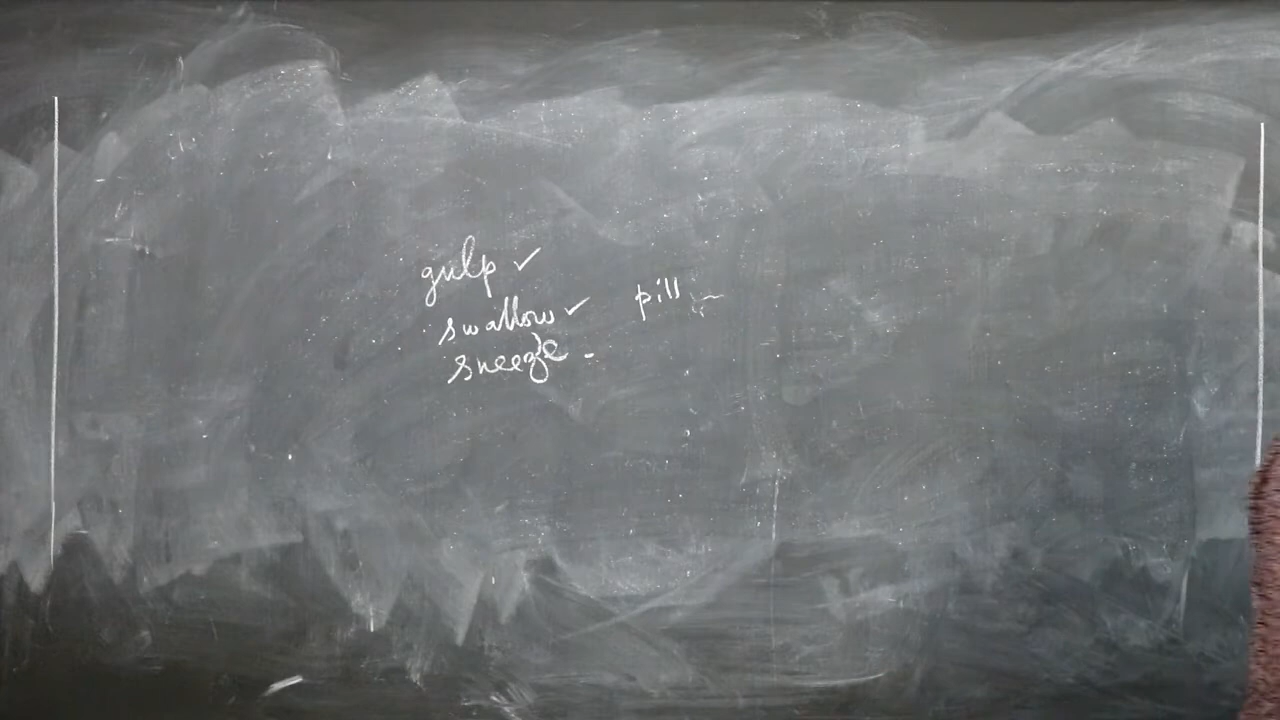 gulp ✓
swallow ✓ pill
sneeze .